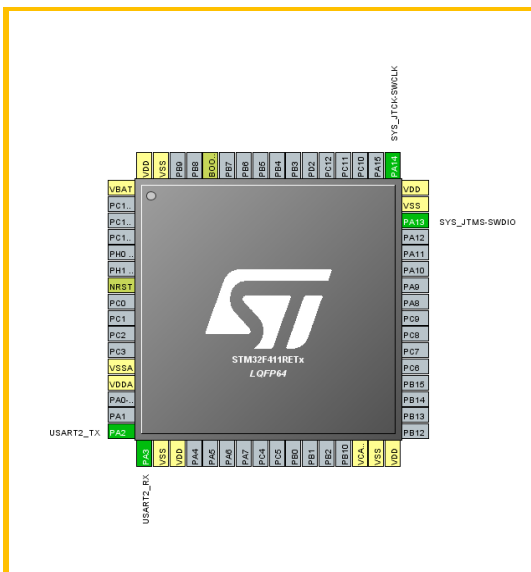 SYS_JTCK-SWCLK
VDD
VSS
PB9
PB8
BOO..
PB7
PB6
PB5
PB4
PB3
PD2
PC12
PC11
PC10
PA15
PA14
VBAT
PC1..
PC1..
PC1..
PH0 ..
PH1 ..
NRST
PC0
PC1
PC2
PC3
VSSA
VDDA
PA0-..
PA1
USART2_TX PA2
VDD
VSS
PA13 SYS_JTMS-SWDIO
PA12
PA11
PA10
PA9
PA8
PC9
PC8
PC7
PC6
PB15
PB14
PB13
PB12
STM32F411RETx
LQFP64
PA3
VSS
VDD
PA4
PA5
PA6
PA7
PC4
PC5
PB0
PB1
PB2
PB10
VCA..
VSS
VDD
USART2_RX